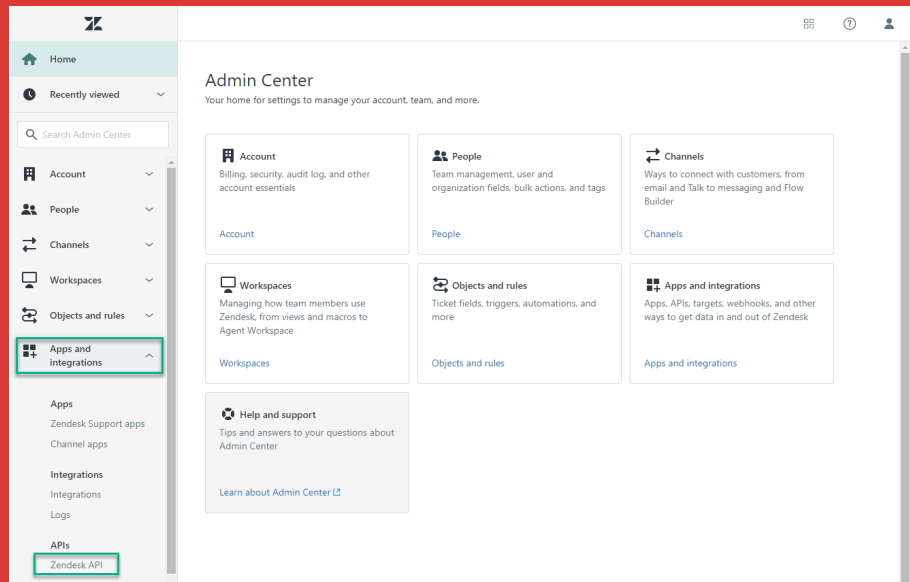 Home
Recently viewed
Search Admin Center
Account
People
Channels
Workspaces
Objects and rules
Apps and
integrations
Apps
Zendesk Support apps
Channel apps
Integrations
Integrations
Logs
APIs
Zendesk API
Admin Center
Your home for settings to manage your account, team, and more.
Account
Billing, security, audit log, and other
account essentials
Account
People
Team management, user and
organization fields, bulk actions, and tags
People
Channels
Ways to connect with customers, from
email and Talk to messaging and Flow
Builder
Channels
Workspaces
Managing how team members use
Zendesk, from views and macros to
Agent Workspace
Workspaces
Objects and rules
Ticket fields, triggers, automations, and
more
Objects and rules
Apps and integrations
Apps, APIs, targets, webhooks, and other
ways to get data in and out of Zendesk
Apps and integrations
Help and support
Tips and answers to your questions about
Admin Center
Learn about Admin Center